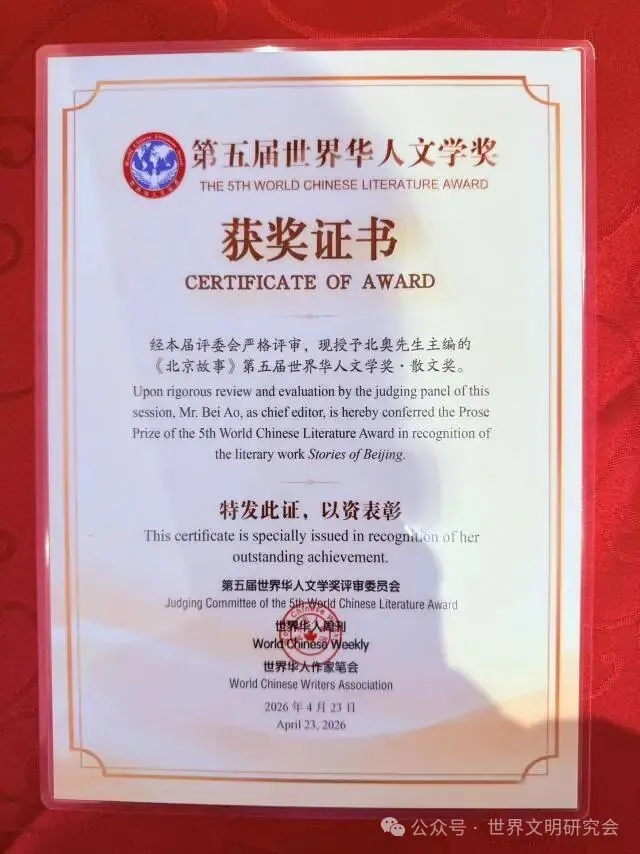 第五届世界华人文学奖
THE 5TH WORLD CHINESE LITERATURE AWARD
获奖证书
CERTIFICATE OF AWARD
经本届评委会严格评审，现授予北奥先生主编的
《北京故事》第五届世界华人文学奖·散文奖。
Upon rigorous review and evaluation by the judging panel of this
session, Mr. Bei Ao, as chief editor, is hereby conferred the Prose
Prize of the 5th World Chinese Literature Award in recognition of
the literary work Stories of Beijing.
特发此证，以资表彰
This certificate is specially issued in recognition of her
outstanding achievement.
第五届世界华人文学奖评审委员会
Judging Committee of the 5th World Chinese Literature Award
世界华人周刊
World Chinese Weekly
世界华人作家笔会
World Chinese Writers Association
2026 年 4 月 23 日
April 23, 2026
公众号·世界文明研究会